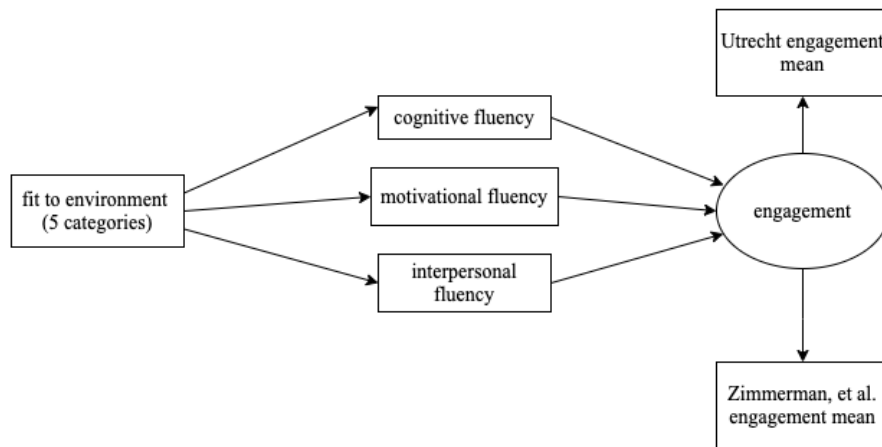 Utrecht engagement
mean
cognitive fluency
fit to environment
(5 categories)
motivational fluency
engagement
interpersonal
fluency
Zimmerman, et al.
engagement mean